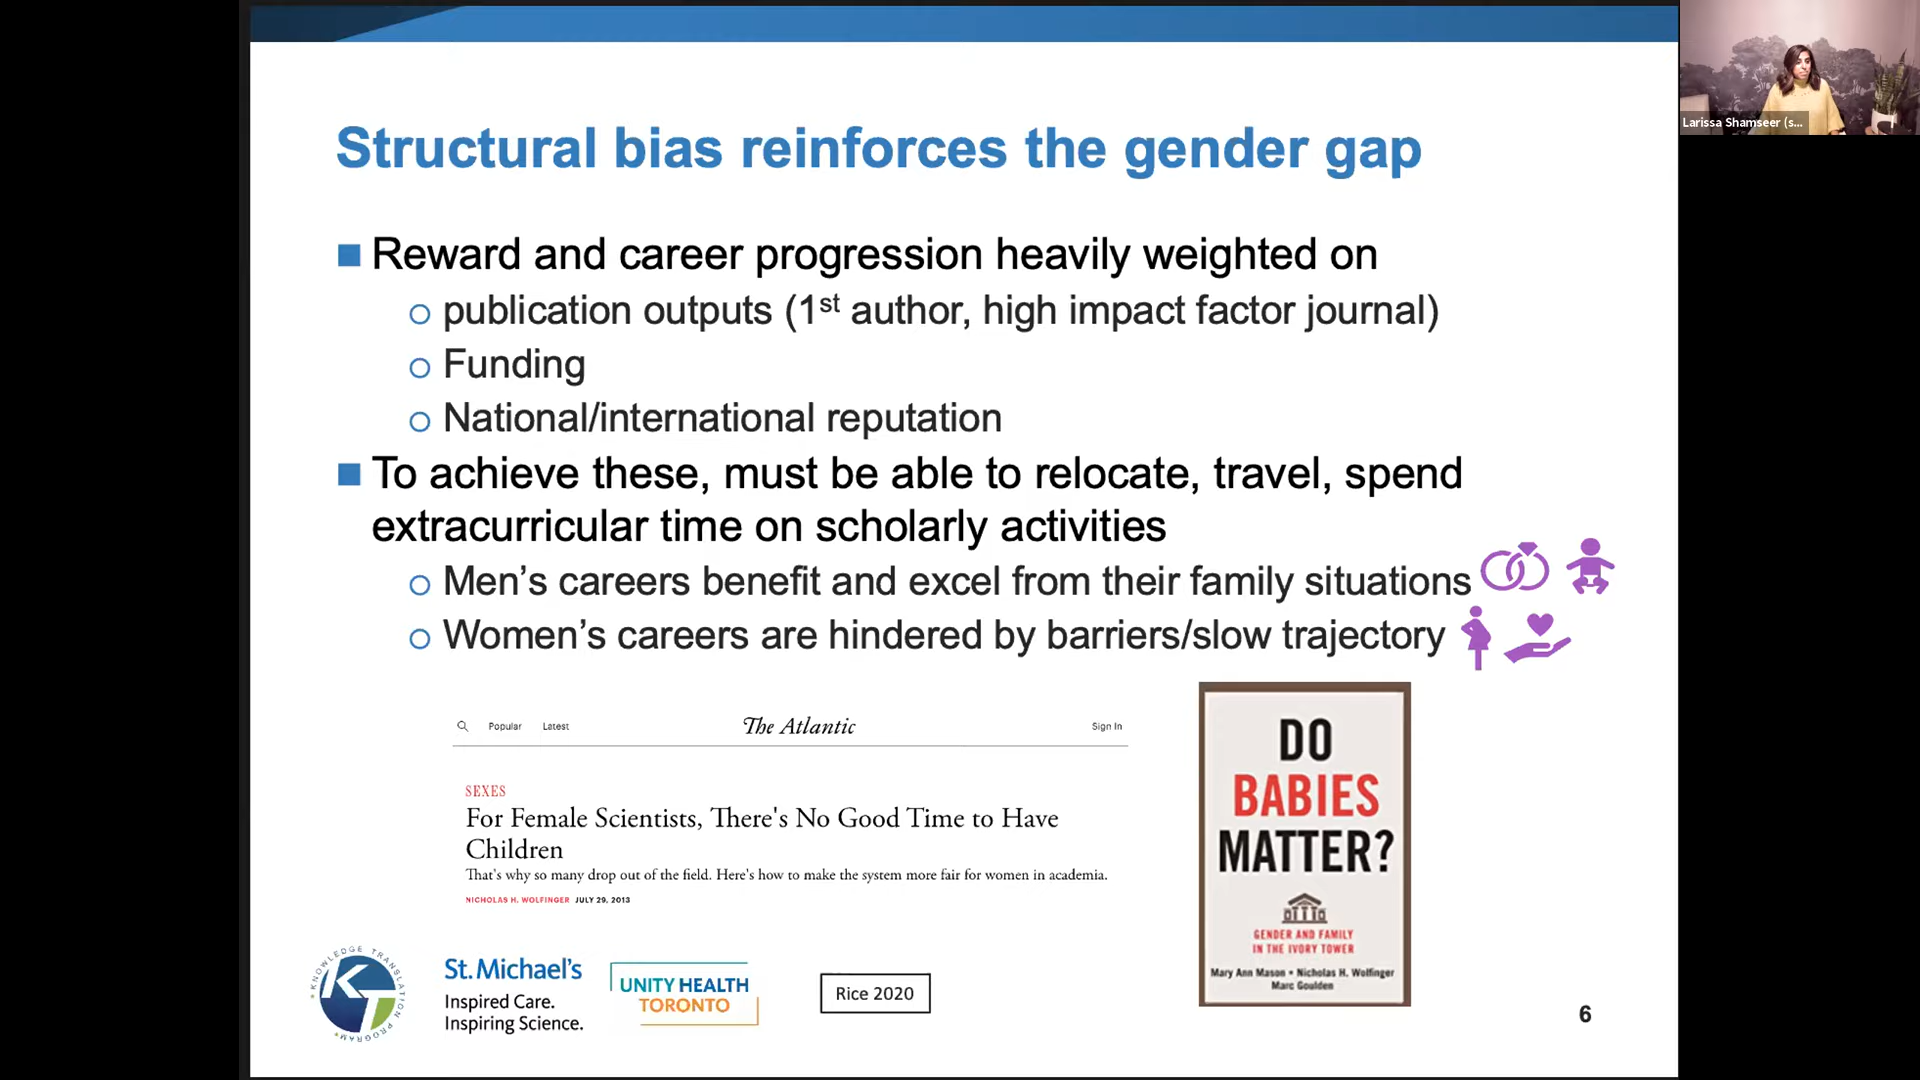 Structural bias reinforces the gender gap
Reward and career progression heavily weighted on
publication outputs (1st author, high impact factor journal)
Funding
National/international reputation
To achieve these, must be able to relocate, travel, spend
extracurricular time on scholarly activities
Men's careers benefit and excel from their family situations
Women's careers are hindered by barriers/slow trajectory
Popular Latest The Atlantic Sign In
SEXES
For Female Scientists, There's No Good Time to Have
Children
That's why so many drop out of the field. Here's how to make the system more fair for women in academia.
NICHOLAS H. WOLFINGER JULY 29, 2013
DO
BABIES
MATTER?
GENDER AND FAMILY
IN THE IVORY TOWER
Mary Ann Mason • Nicholas H. Wolfinger
Marc Goulden
KNOWLEDGE TRANSLATION PROGRAM
KT
St. Michael's
Inspired Care.
Inspiring Science.
UNITY HEALTH
TORONTO
Rice 2020
6
Larissa Shamseer (s...